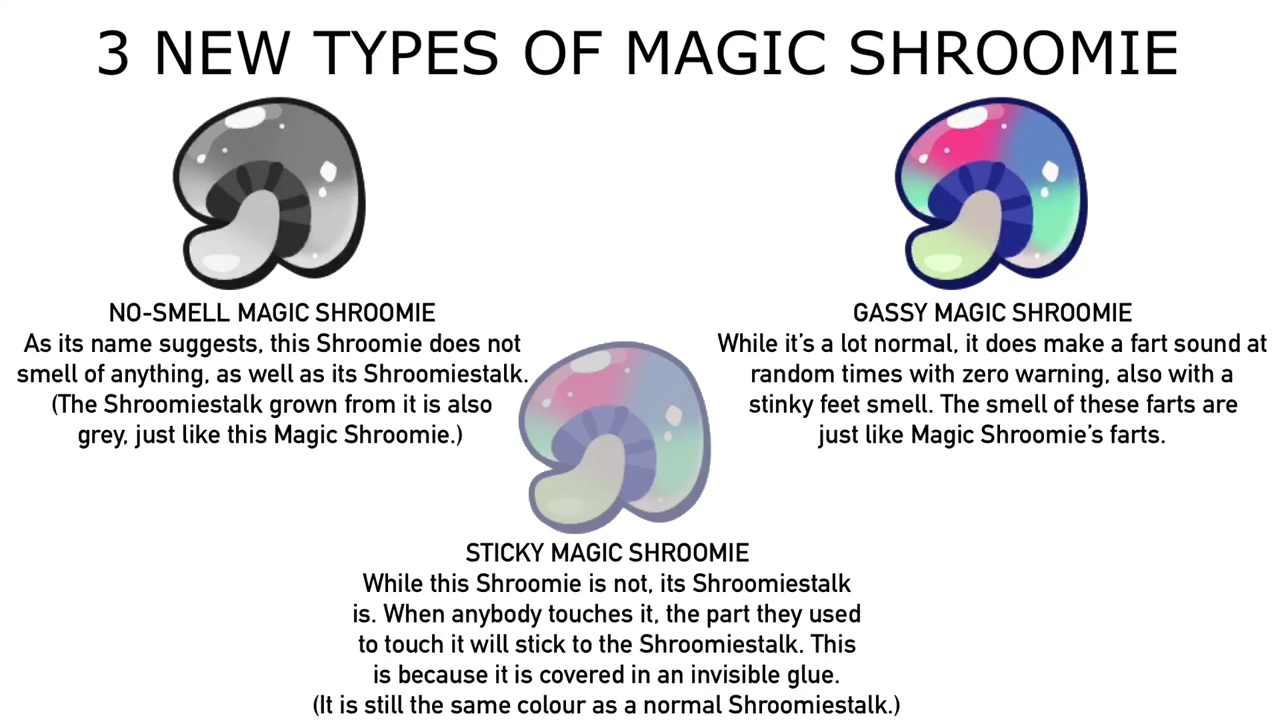 3 NEW TYPES OF MAGIC SHROOMIE
NO-SMELL MAGIC SHROOMIE
As its name suggests, this Shroomie does not
smell of anything, as well as its Shroomiestalk.
(The Shroomiestalk grown from it is also
grey, just like this Magic Shroomie.)
GASSY MAGIC SHROOMIE
While it's a lot normal, it does make a fart sound at
random times with zero warning, also with a
stinky feet smell. The smell of these farts are
just like Magic Shroomie's farts.
STICKY MAGIC SHROOMIE
While this Shroomie is not, its Shroomiestalk
is. When anybody touches it, the part they used
to touch it will stick to the Shroomiestalk. This
is because it is covered in an invisible glue.
(It is still the same colour as a normal Shroomiestalk.)